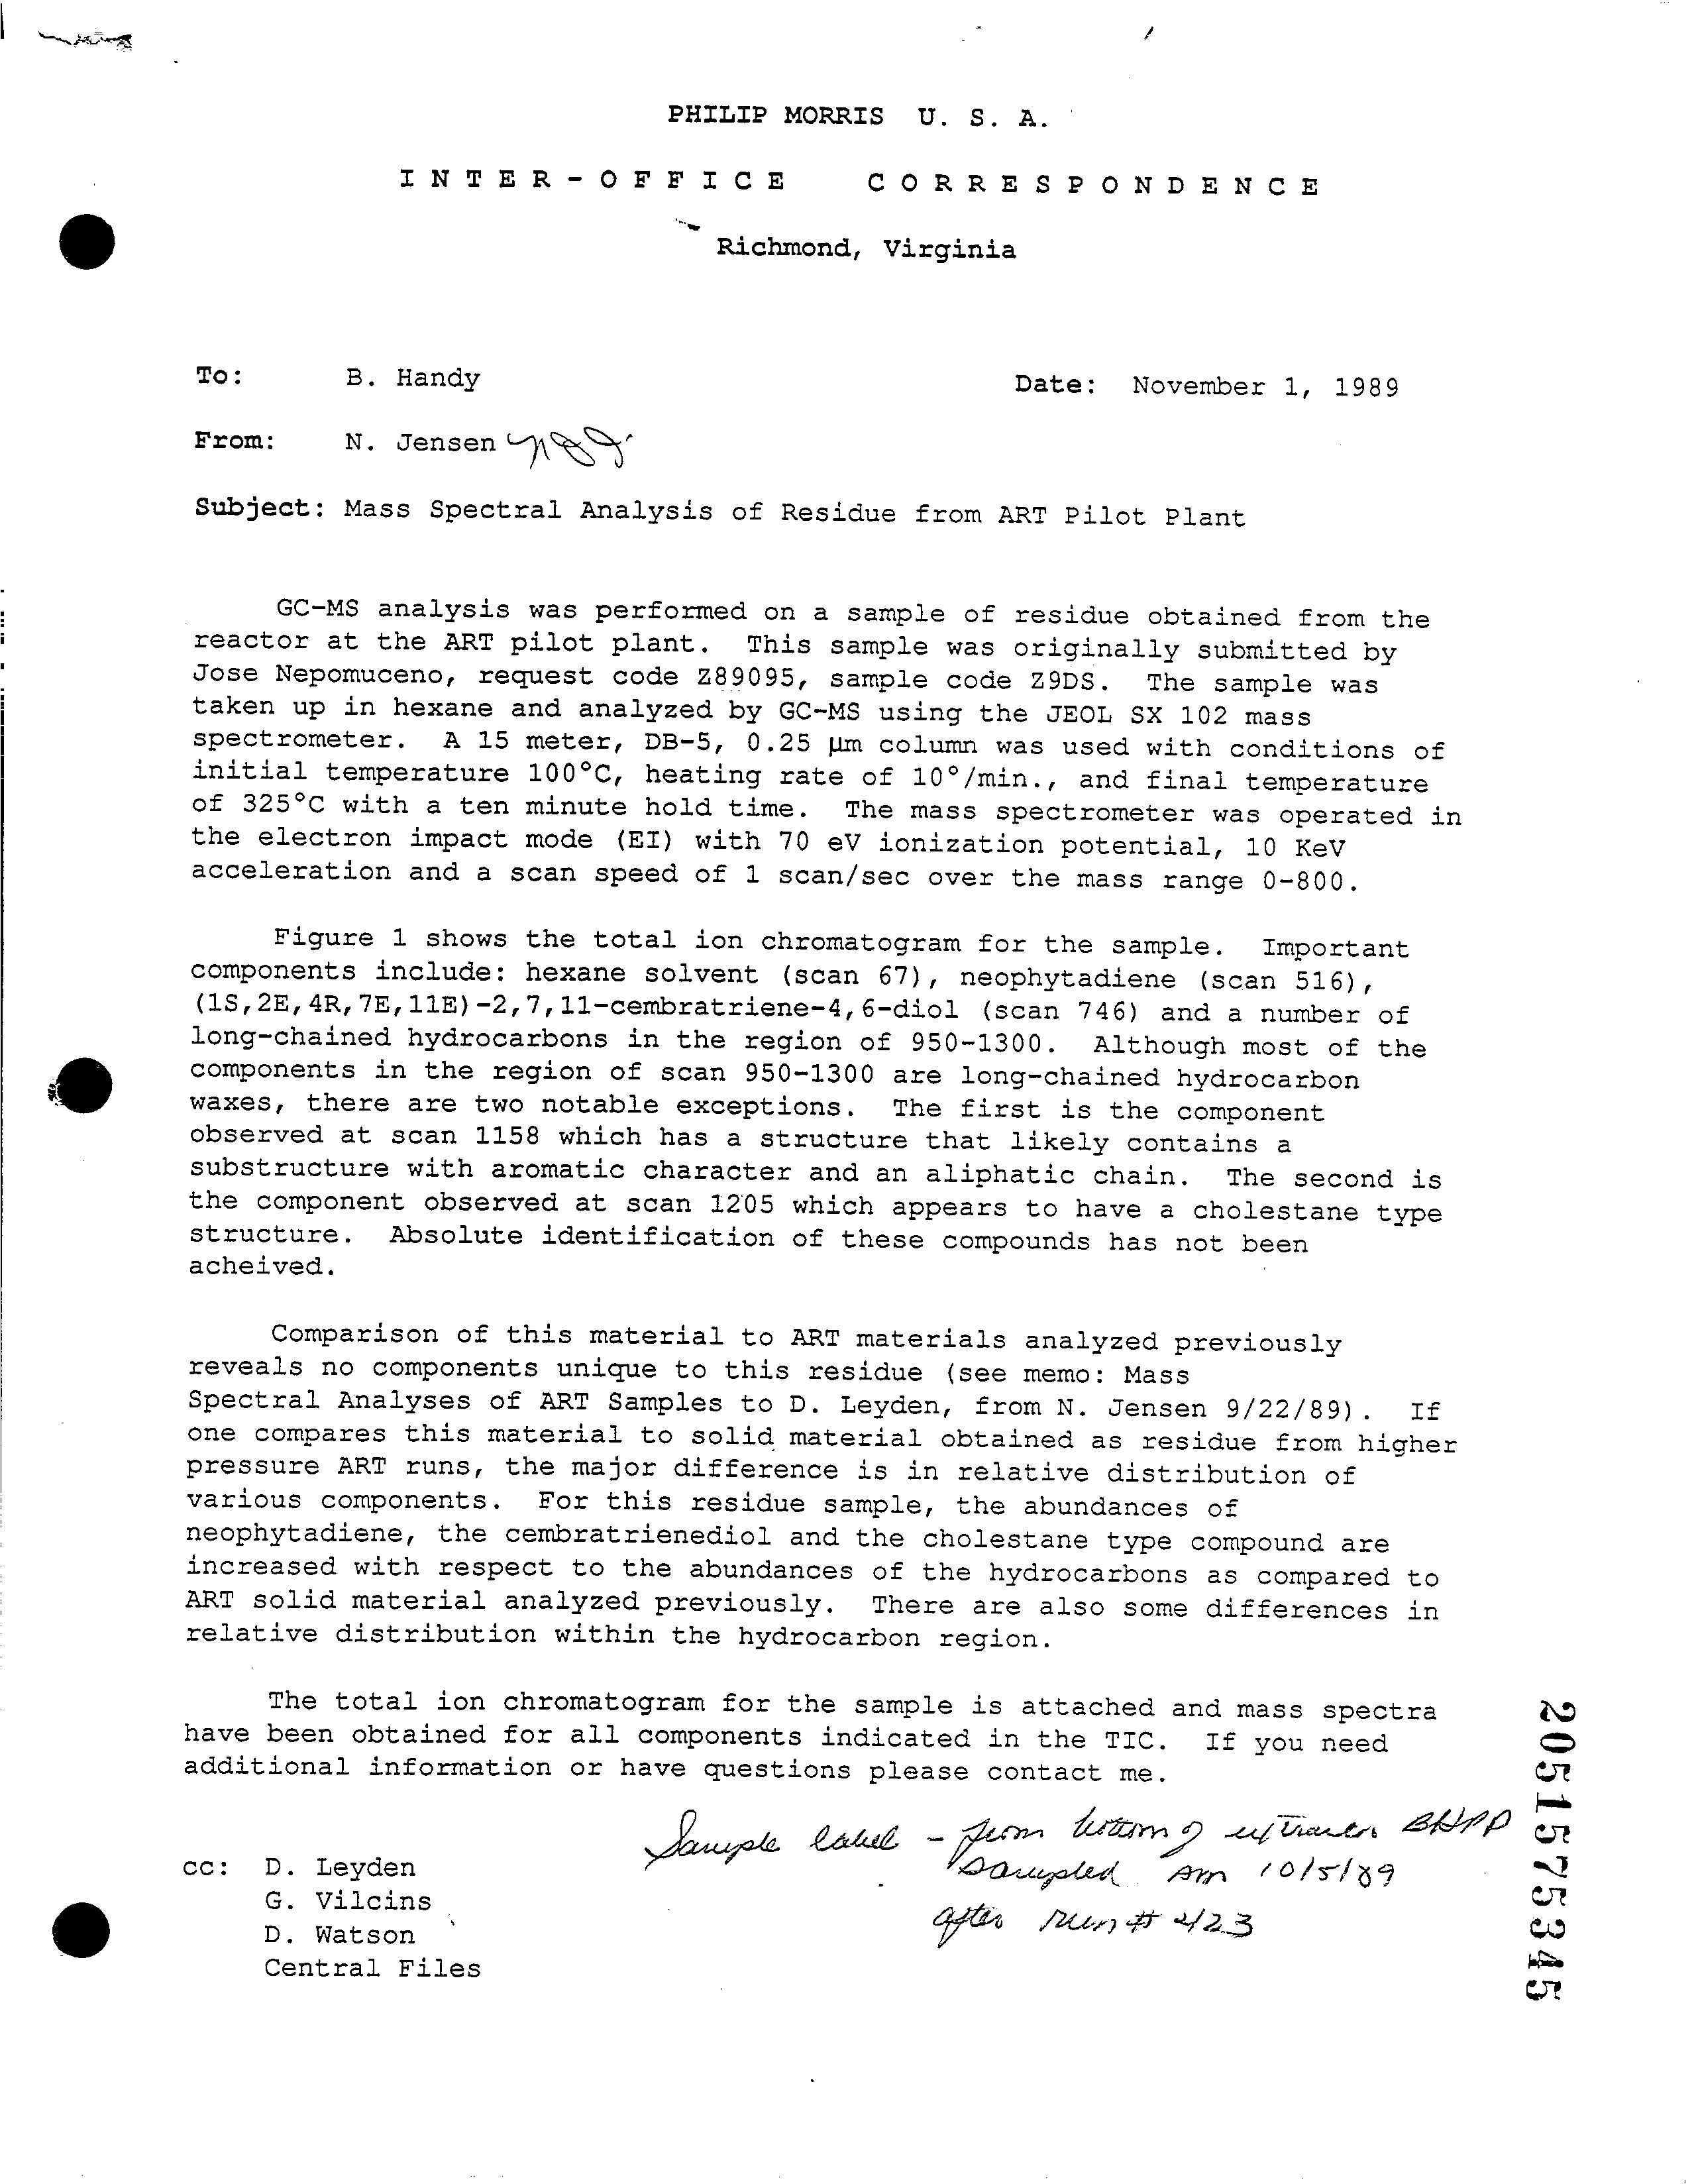 PHILIP MORRIS U. S. A.
INTER-OFFICE CORRESPONDENCE
Richmond, Virginia
To: B. Handy
Date: November 1, 1989
From: N. Jensen
Subject: Mass Spectral Analysis of Residue from ART Pilot Plant
GC-MS analysis was performed on a sample of residue obtained from the
reactor at the ART pilot plant. This sample was originally submitted by
Jose Nepomuceno, request code Z89095, sample code Z9DS. The sample was
taken up in hexane and analyzed by GC-MS using the JEOL SX 102 mass
spectrometer. A 15 meter, DB-5, 0.25 µm column was used with conditions of
initial temperature 100°C, heating rate of 10°/min., and final temperature
of 325°C with a ten minute hold time. The mass spectrometer was operated in
the electron impact mode (EI) with 70 eV ionization potential, 10 KeV
acceleration and a scan speed of 1 scan/sec over the mass range 0-800.
Figure 1 shows the total ion chromatogram for the sample. Important
components include: hexane solvent (scan 67), neophytadiene (scan 516),
(1S,2E,4R,7E,11E)-2,7,11-cembratriene-4,6-diol (scan 746) and a number of
long-chained hydrocarbons in the region of 950-1300. Although most of the
components in the region of scan 950-1300 are long-chained hydrocarbon
waxes, there are two notable exceptions. The first is the component
observed at scan 1158 which has a structure that likely contains a
substructure with aromatic character and an aliphatic chain. The second is
the component observed at scan 1205 which appears to have a cholestane type
structure. Absolute identification of these compounds has not been
acheived.
Comparison of this material to ART materials analyzed previously
reveals no components unique to this residue (see memo: Mass
Spectral Analyses of ART Samples to D. Leyden, from N. Jensen 9/22/89). If
one compares this material to solid material obtained as residue from higher
pressure ART runs, the major difference is in relative distribution of
various components. For this residue sample, the abundances of
neophytadiene, the cembratrienediol and the cholestane type compound are
increased with respect to the abundances of the hydrocarbons as compared to
ART solid material analyzed previously. There are also some differences in
relative distribution within the hydrocarbon region.
The total ion chromatogram for the sample is attached and mass spectra
have been obtained for all components indicated in the TIC. If you need
additional information or have questions please contact me.
Sample label - from bottom of extractor BHPP
sampled AM 10/5/89
after run # 423
cc: D. Leyden
G. Vilcins
D. Watson
Central Files
2051575345